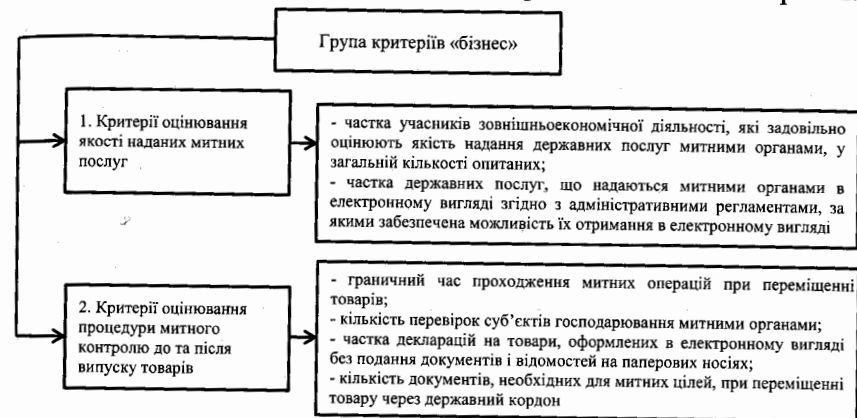 Група критеріїв «бізнес»
1. Критерії оцінювання
якості наданих митних
послуг
- частка учасників зовнішньоекономічної діяльності, які задовільно
оцінюють якість надання державних послуг митними органами, у
загальній кількості опитаних;
- частка державних послуг, що надаються митними органами в
електронному вигляді згідно з адміністративними регламентами, за
якими забезпечена можливість їх отримання в електронному вигляді
2. Критерії оцінювання
процедури митного
контролю до та після
випуску товарів
- граничний час проходження митних операцій при переміщенні
товарів;
- кількість перевірок суб’єктів господарювання митними органами;
- частка декларацій на товари, оформлених в електронному вигляді
без подання документів і відомостей на паперових носіях;
- кількість документів, необхідних для митних цілей, при переміщенні
товару через державний кордон